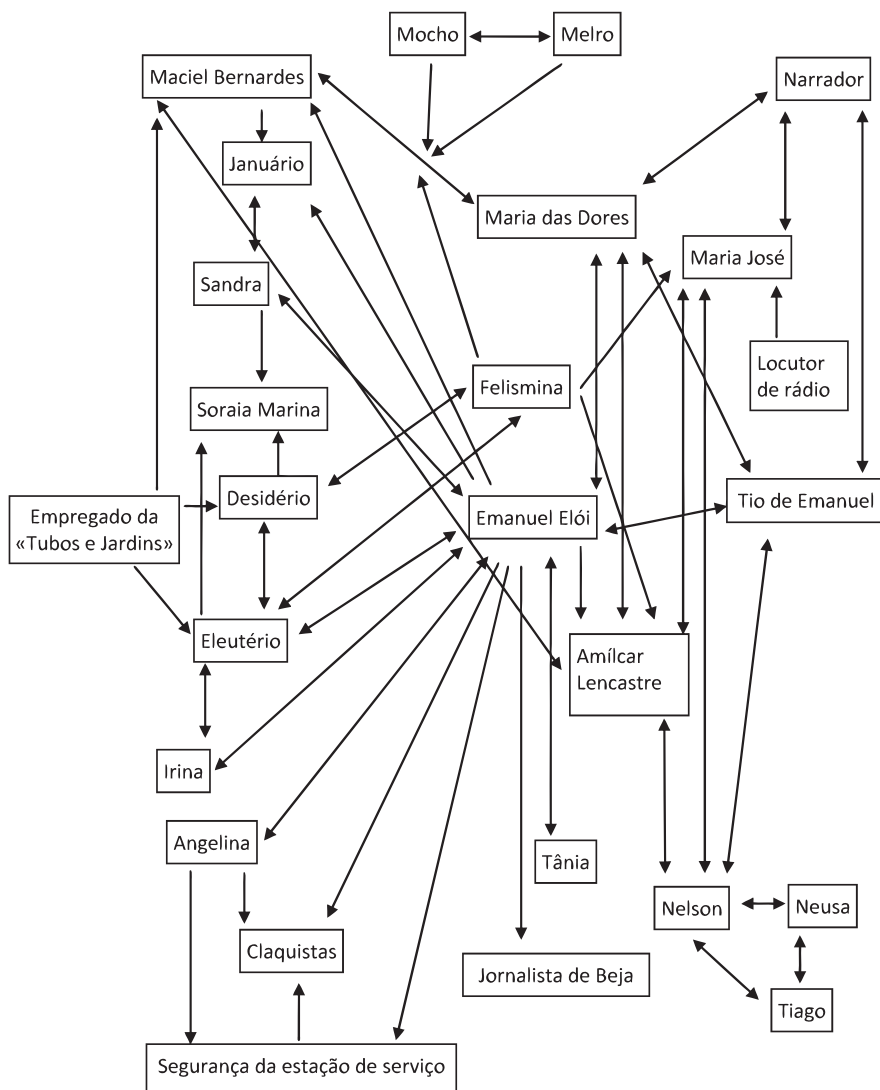 Mocho
Melro
Maciel Bernardes
Narrador
Januário
Maria das Dores
Maria José
Sandra
Locutor
de rádio
Felismina
Soraia Marina
Desidério
Tio de Emanuel
Empregado da
«Tubos e Jardins»
Emanuel Elói
Eleutério
Amílcar
Lencastre
Irina
Angelina
Tânia
Nelson
Neusa
Claquistas
Jornalista de Beja
Tiago
Segurança da estação de serviço